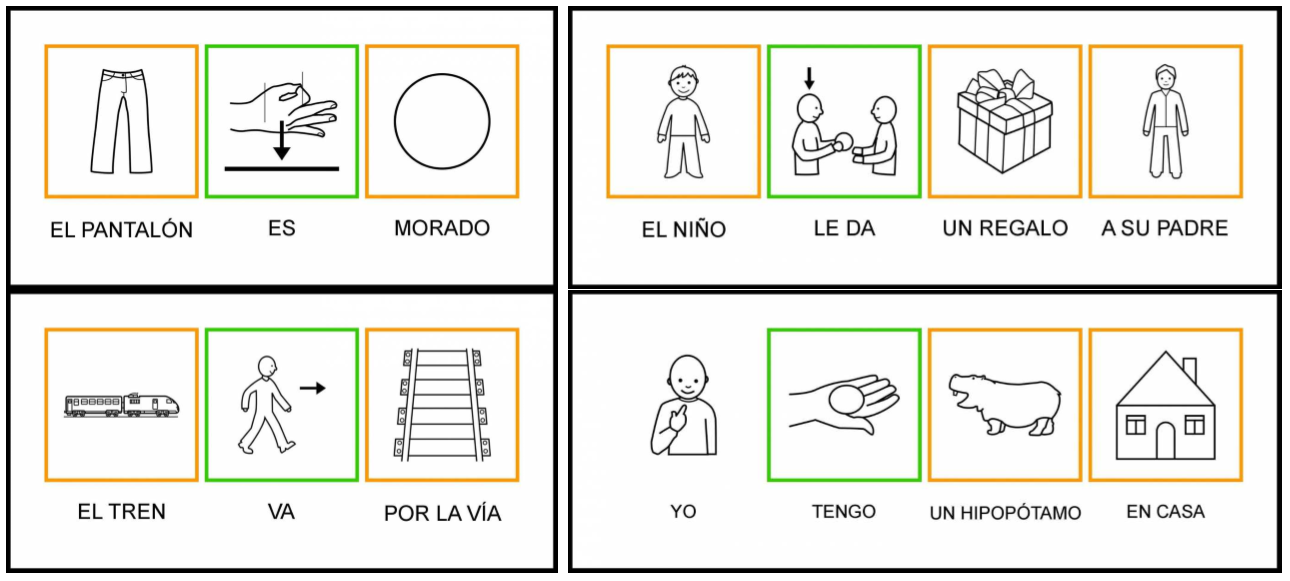 EL PANTALÓN ES MORADO
EL NIÑO LE DA UN REGALO A SU PADRE
EL TREN VA POR LA VÍA
YO TENGO UN HIPOPÓTAMO EN CASA